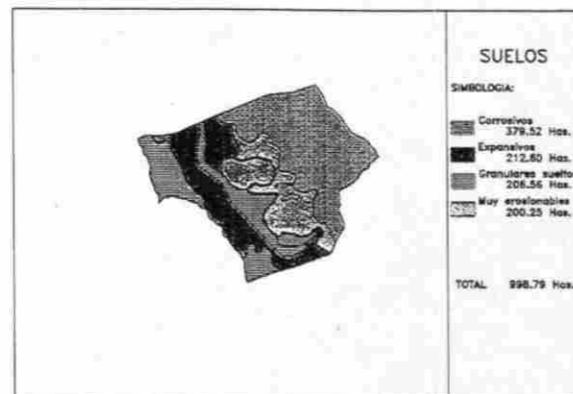 SUELOS
SIMBOLOGIA:
Corrosivos
379.52 Has.
Expansivos
212.60 Has.
Granulares suelto
206.56 Has.
Muy erosionables
200.25 Has.
TOTAL 998.79 Has.